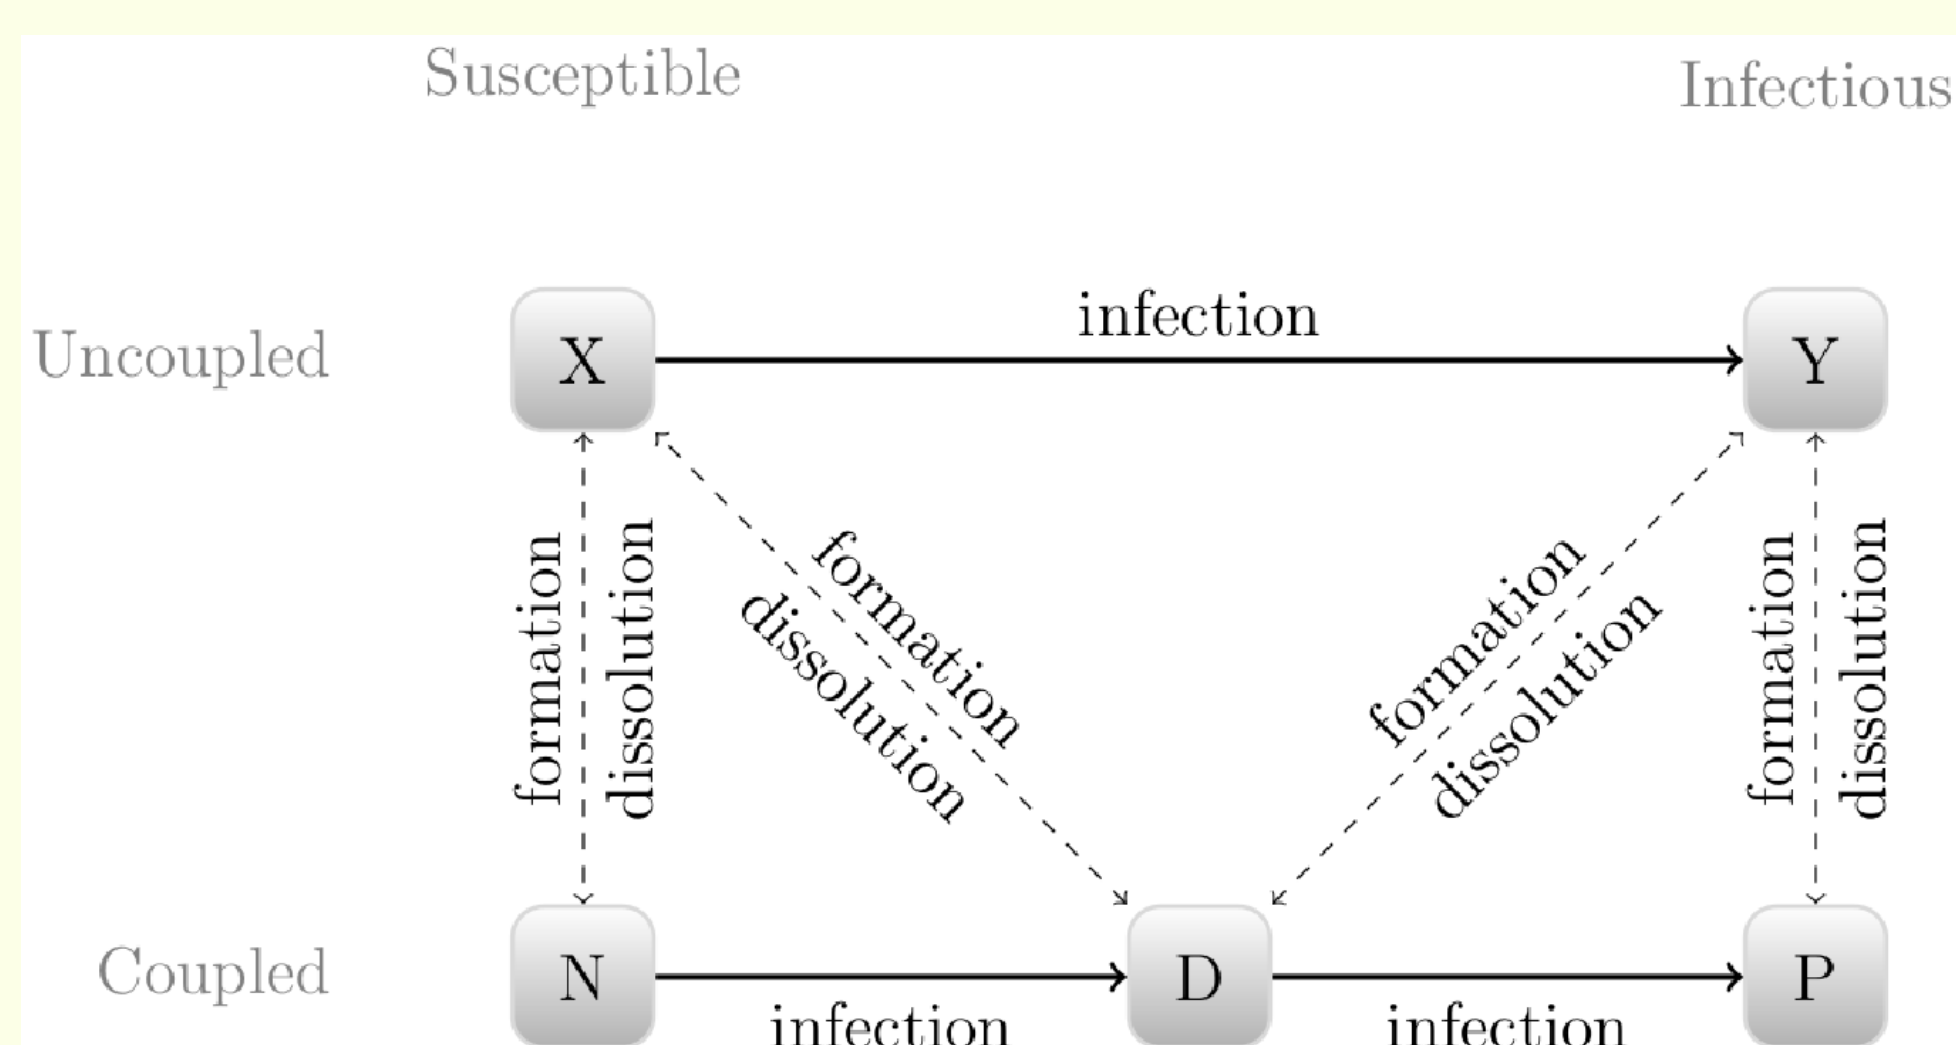 Susceptible
Infectious
Uncoupled
X
infection
Y
formation
dissolution
formation
dissolution
formation
dissolution
formation
dissolution
Coupled
N
infection
D
infection
P